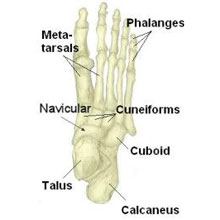 Phalanges
Meta-
tarsals
Navicular
Cuneiforms
Cuboid
Talus
Calcaneus